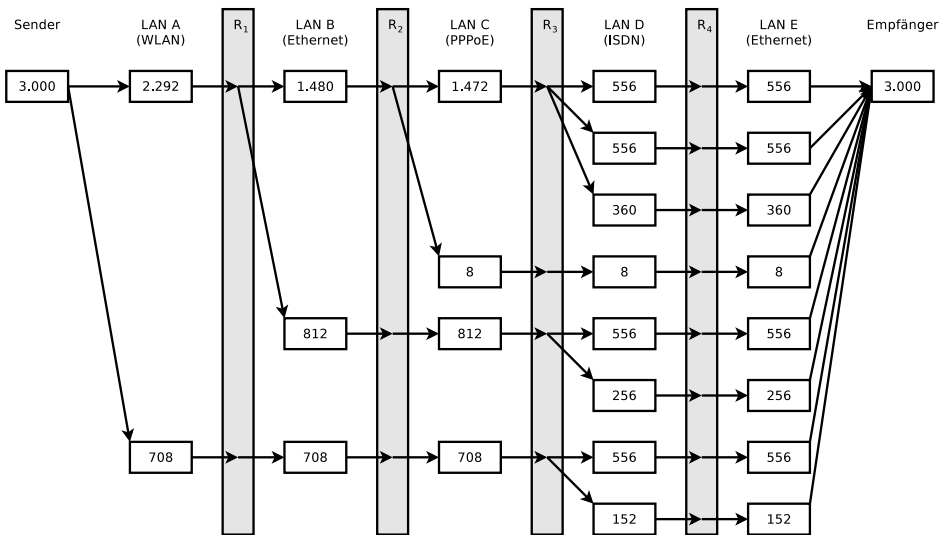 Sender
LAN A
(WLAN)
R1
LAN B
(Ethernet)
R2
LAN C
(PPPoE)
R3
LAN D
(ISDN)
R4
LAN E
(Ethernet)
Empfänger
3.000
2.292
1.480
1.472
556
556
3.000
556
556
360
360
8
8
8
812
812
556
556
256
256
708
708
708
556
556
152
152